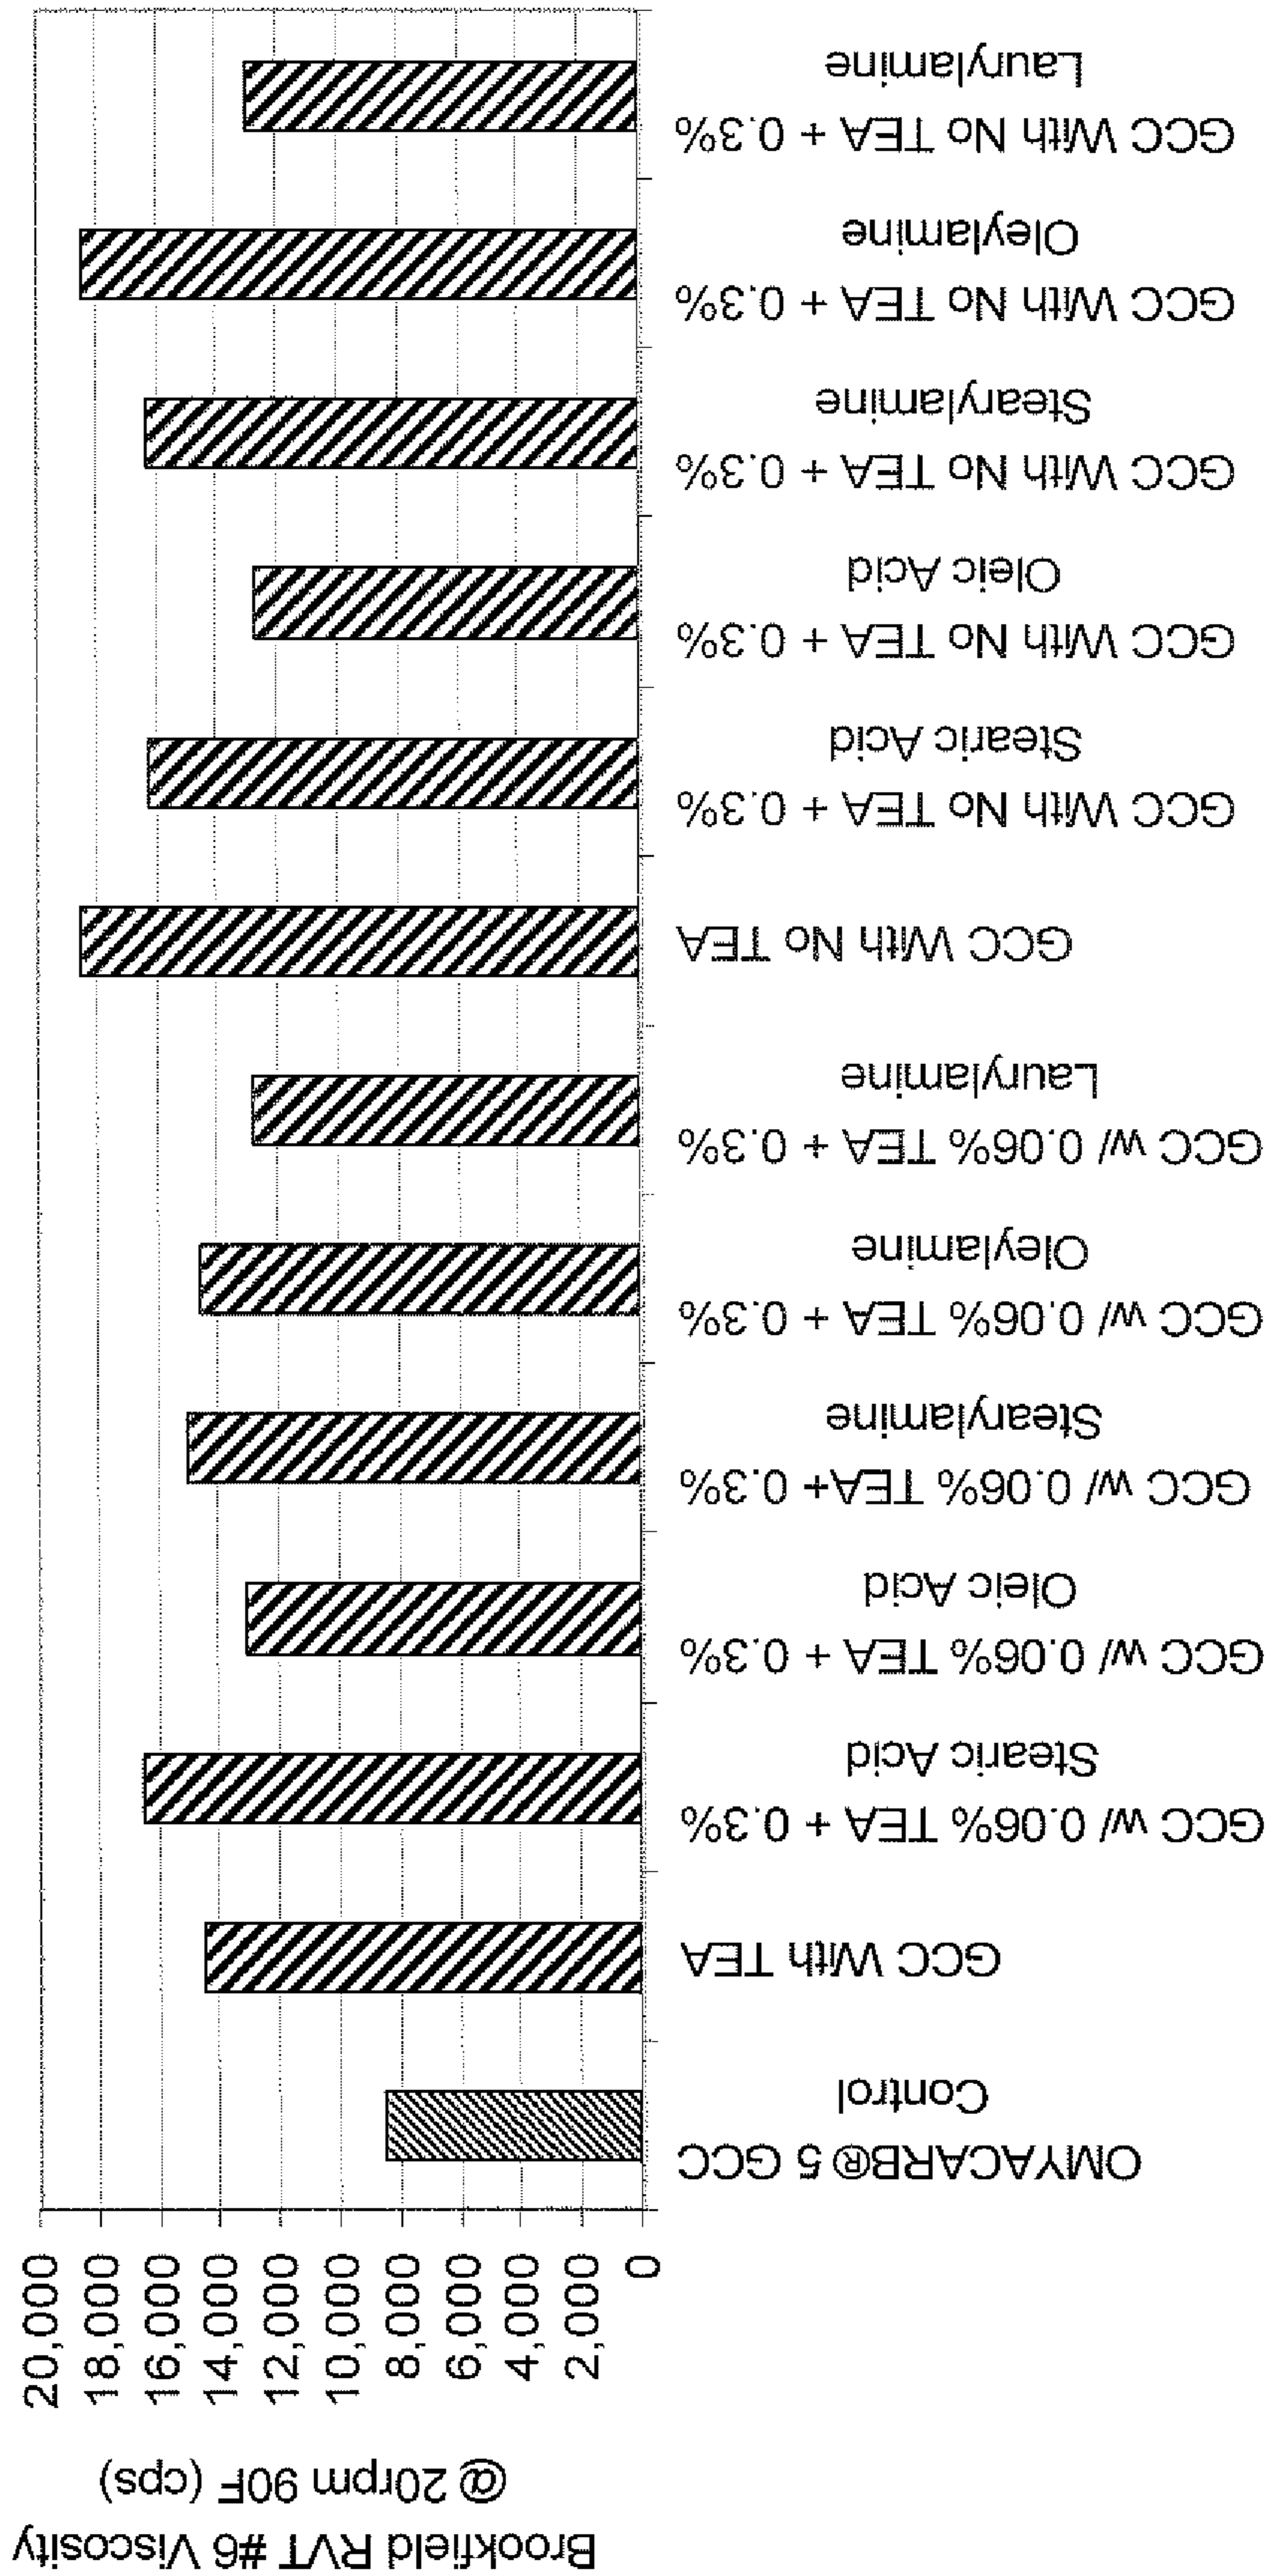 Brookfield RVT #6 Viscosity
@ 20rpm 90F (cps)
20,000
18,000
16,000
14,000
12,000
10,000
8,000
6,000
4,000
2,000
0
OMYACARB® 5 GCC
Control
GCC With TEA
GCC w/ 0.06% TEA + 0.3%
Stearic Acid
GCC w/ 0.06% TEA + 0.3%
Oleic Acid
GCC w/ 0.06% TEA+ 0.3%
Stearylamine
GCC w/ 0.06% TEA + 0.3%
Oleylamine
GCC w/ 0.06% TEA + 0.3%
Laurylamine
GCC With No TEA
GCC With No TEA + 0.3%
Stearic Acid
GCC With No TEA + 0.3%
Oleic Acid
GCC With No TEA + 0.3%
Stearylamine
GCC With No TEA + 0.3%
Oleylamine
GCC With No TEA + 0.3%
Laurylamine